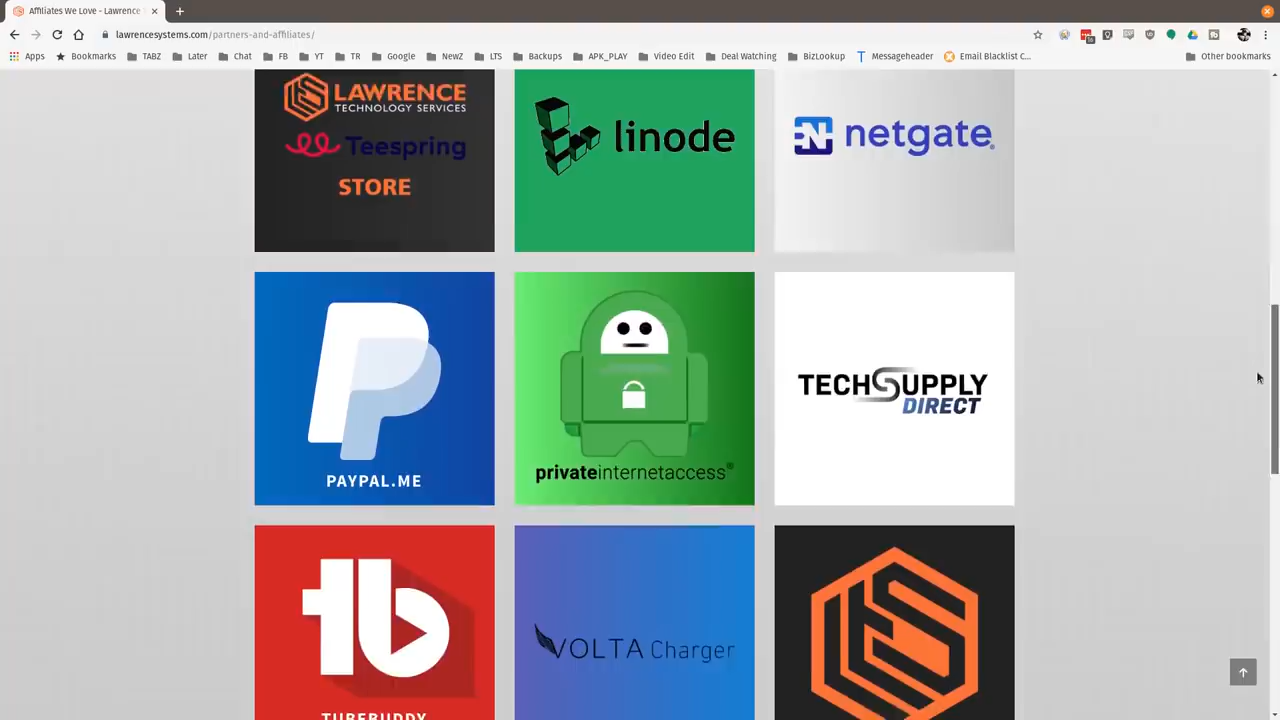 Affiliates We Love - Lawrence
lawrencesystems.com/partners-and-affiliates/
Apps Bookmarks TABZ Later Chat FB YT TR Google NewZ LTS Backups APK_PLAY Video Edit Deal Watching BizLookup Messageheader Email Blacklist C... Other bookmarks
LAWRENCE
TECHNOLOGY SERVICES
Teespring
STORE
linode
netgate®
PAYPAL.ME
privateinternetaccess®
TECHSUPPLY
DIRECT
tb
TUBEBUDDY
VOLTA Charger